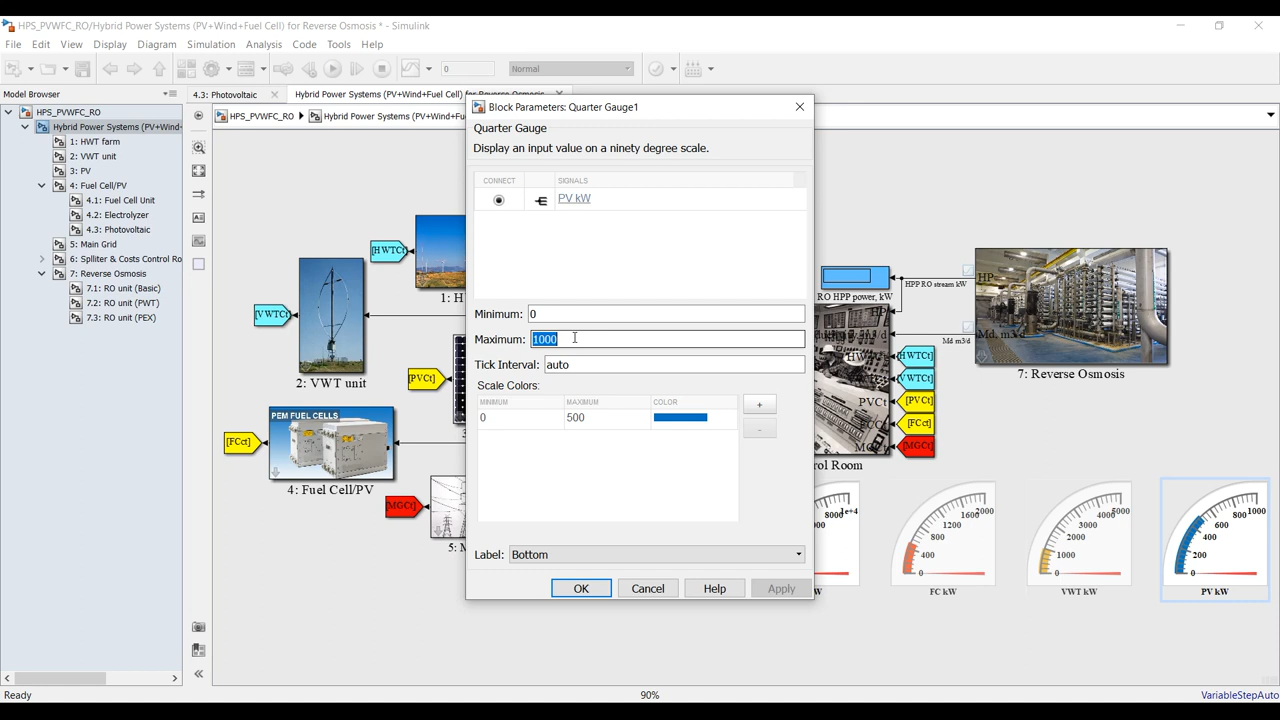 HPS_PVWFC_RO/Hybrid Power Systems (PV+Wind+Fuel Cell) for Reverse Osmosis * - Simulink
File Edit View Display Diagram Simulation Analysis Code Tools Help
0 Normal
Model Browser
4.3: Photovoltaic
Hybrid Power Systems (PV+Wind+Fuel Cell) for Reverse Osmosis
HPS_PVWFC_RO
Hybrid Power Systems (PV+Wind+Fu
HPS_PVWFC_RO
Hybrid Power Systems (PV+Wind-
1: HWT farm
2: VWT unit
3: PV
4: Fuel Cell/PV
4.1: Fuel Cell Unit
4.2: Electrolyzer
4.3: Photovoltaic
5: Main Grid
6: Spliiter & Costs Control Ro
7: Reverse Osmosis
7.1: RO unit (Basic)
7.2: RO unit (PWT)
7.3: RO unit (PEX)
Block Parameters: Quarter Gauge1
Quarter Gauge
Display an input value on a ninety degree scale.
CONNECT SIGNALS
PV kW
Minimum: 0
Maximum: 1000
Tick Interval: auto
Scale Colors:
MINIMUM MAXIMUM COLOR
0 500
+
-
Label: Bottom
OK Cancel Help Apply
[HWTCt]
1: H
[VWTCt]
2: VWT unit
[PVCt]
PEM FUEL CELLS
[FCct]
4: Fuel Cell/PV
[MGCt]
5: M
RO HPP power, kW
HPP RO stream kW
HP
Md, m3/d
Md m3/d
7: Reverse Osmosis
[HWTCt]
[VWTCt]
PVCt [PVCt]
[FCct]
[MGCt]
rol Room
8000 1e+4
W
0 400 800 1200 1600 2000
FC kW
0 1000 2000 3000 4000 5000
VWT kW
0 200 400 600 800 1000
PV kW
Ready
90%
VariableStepAuto